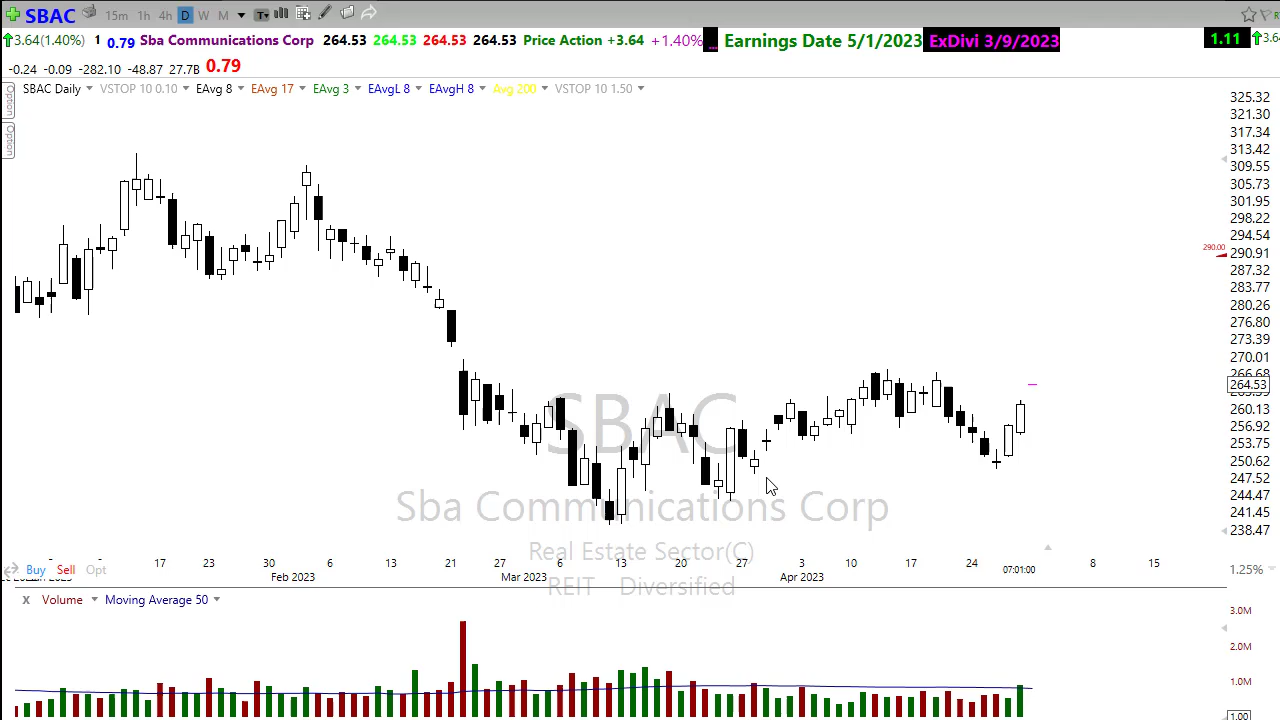 SBAC 15m 1h 4h D W M T
3.64(1.40%) 1 0.79 Sba Communications Corp 264.53 264.53 264.53 264.53 Price Action +3.64 +1.40% ... Earnings Date 5/1/2023 ExDivi 3/9/2023 1.11 3.64
-0.24 -0.09 -282.10 -48.87 27.7B 0.79
SBAC Daily VSTOP 10 0.10 EAvg 8 EAvg 17 EAvg 3 EAvgL 8 EAvgH 8 Avg 200 VSTOP 10 1.50
Option
Option
325.32
321.30
317.34
313.42
309.55
305.73
301.95
298.22
294.54
290.00
290.91
287.32
283.77
280.26
276.80
273.39
270.01
266.68
264.53
260.13
256.92
253.75
250.62
247.52
244.47
241.45
238.47
SBAC
Sba Communications Corp
Real Estate Sector(C)
REIT Diversified
17 23 30 6 13 21 27 6 13 20 27 3 10 17 24 07:01:00 8 15
Feb 2023 Mar 2023 Apr 2023
Buy Sell Opt
1.25%
X Volume Moving Average 50
3.0M
2.0M
1.0M
1.00